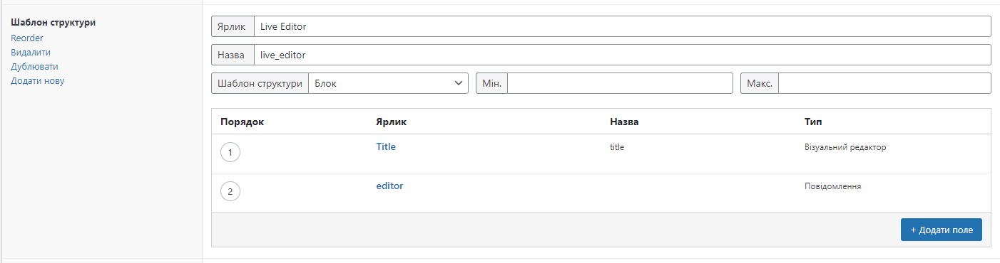 Шаблон структури
Reorder
Видалити
Дублювати
Додати нову
Ярлик Live Editor
Назва live_editor
Шаблон структури Блок Мін. Макс.
Порядок Ярлик Назва Тип
1 Title title Візуальний редактор
2 editor Повідомлення
+ Додати поле